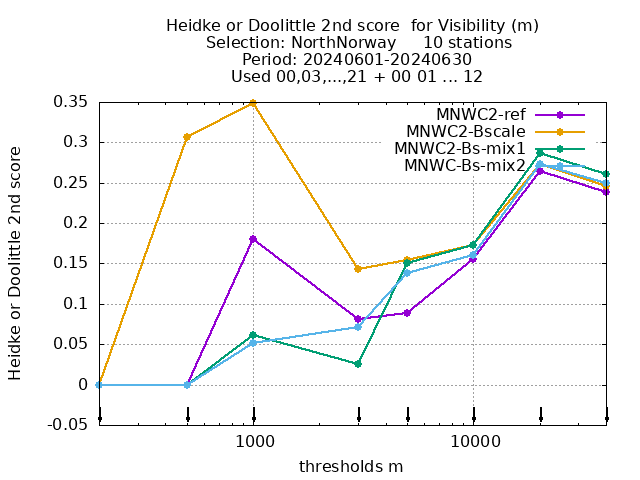 Heidke or Doolittle 2nd score  for Visibility (m)
Selection: NorthNorway     10 stations
Period: 20240601-20240630
Used 00,03,...,21 + 00 01 ... 12
MNWC2-ref
MNWC2-Bscale
MNWC2-Bs-mix1
MNWC-Bs-mix2
Heidke or Doolittle 2nd score
0.35
0.3
0.25
0.2
0.15
0.1
0.05
0
-0.05
1000
10000
thresholds m